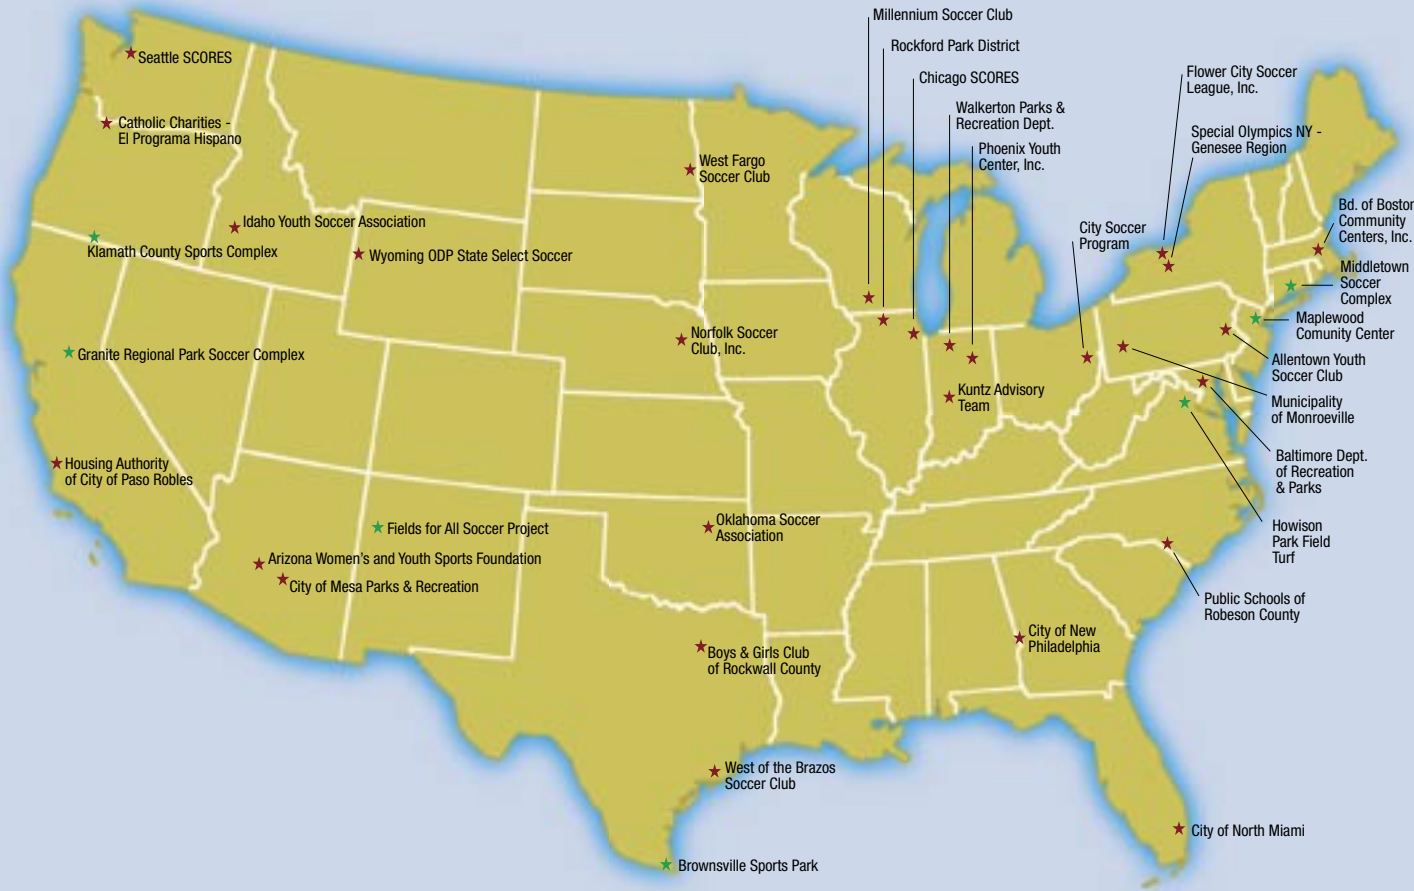 Millennium Soccer Club
Rockford Park District
Chicago SCORES
Walkerton Parks &
Recreation Dept.
Phoenix Youth
Center, Inc.
Flower City Soccer
League, Inc.
Special Olympics NY -
Genesee Region
Seattle SCORES
Catholic Charities -
El Programa Hispano
West Fargo
Soccer Club
Idaho Youth Soccer Association
Klamath County Sports Complex
Wyoming ODP State Select Soccer
City Soccer
Program
Bd. of Boston
Community
Centers, Inc.
Middletown
Soccer
Complex
Maplewood
Comunity Center
Norfolk Soccer
Club, Inc.
Granite Regional Park Soccer Complex
Allentown Youth
Soccer Club
Kuntz Advisory
Team
Municipality
of Monroeville
Housing Authority
of City of Paso Robles
Baltimore Dept.
of Recreation
& Parks
Fields for All Soccer Project
Oklahoma Soccer
Association
Howison
Park Field
Turf
Arizona Women's and Youth Sports Foundation
City of Mesa Parks & Recreation
Public Schools of
Robeson County
City of New
Philadelphia
Boys & Girls Club
of Rockwall County
West of the Brazos
Soccer Club
City of North Miami
Brownsville Sports Park